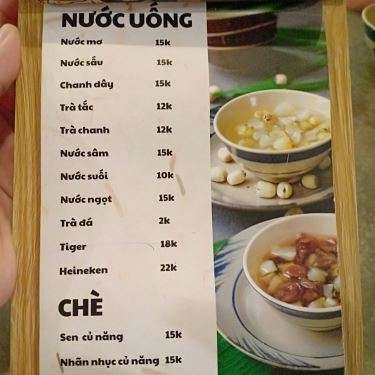 NƯỚC UỐNG
Nước mơ 15k
Nước sấu 15k
Chanh dây 15k
Trà tắc 12k
Trà chanh 12k
Nước sâm 15k
Nước suối 10k
Nước ngọt 15k
Trà đá 2k
Tiger 18k
Heineken 22k
CHÈ
Sen củ năng 15k
Nhãn nhục củ năng 15k